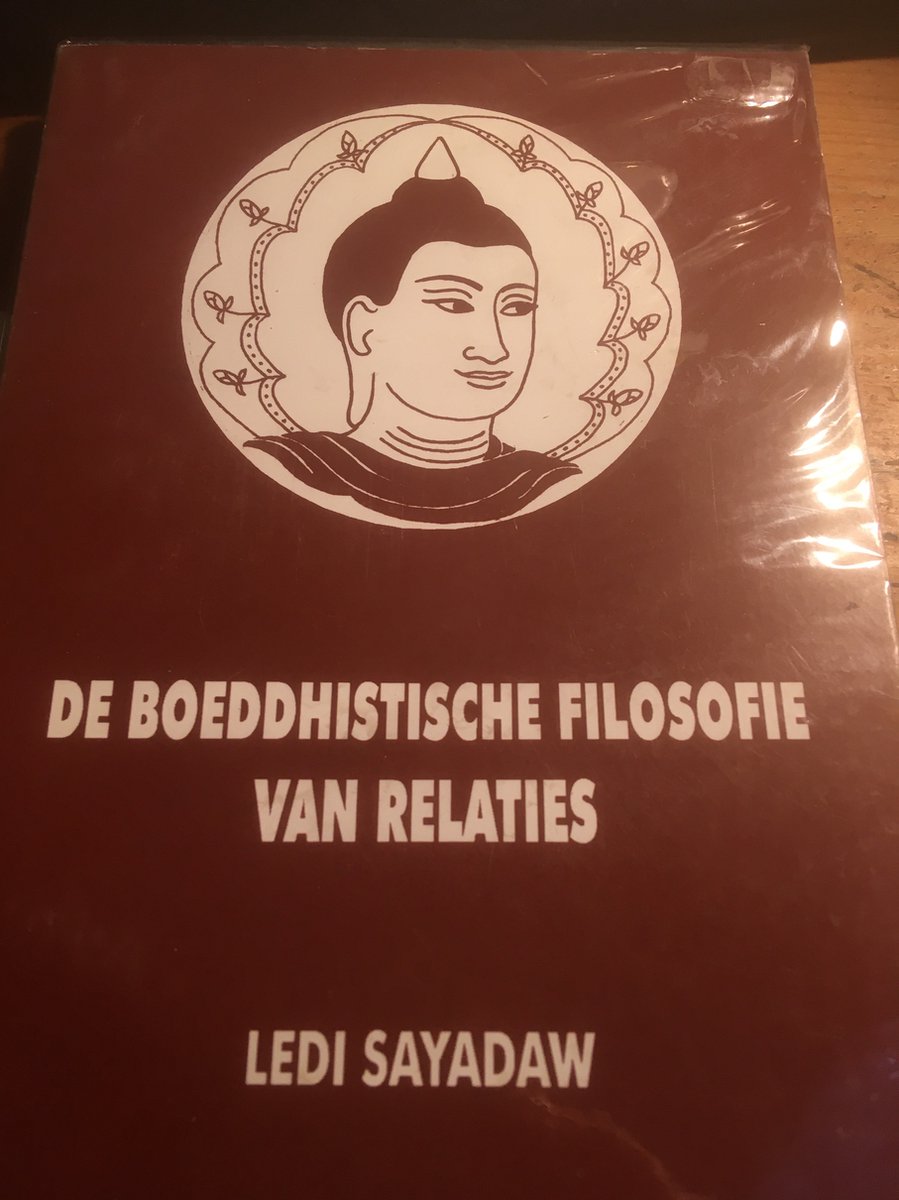 DE BOEDDHISTISCHE FILOSOFIE
VAN RELATIES
LEDI SAYADAW